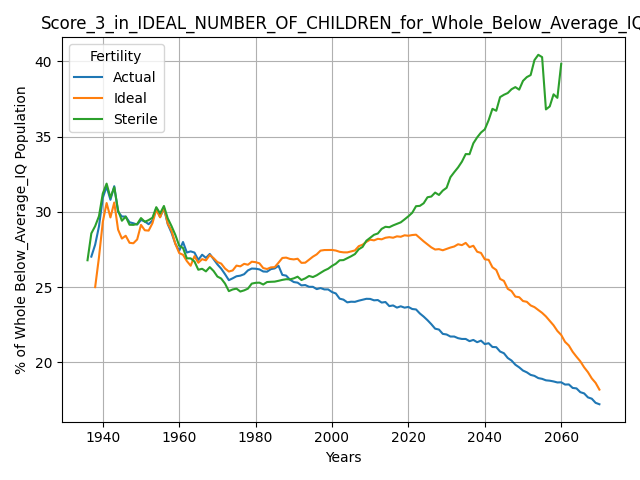 Score_3_in_IDEAL_NUMBER_OF_CHILDREN_for_Whole_Below_Average_IQ
Fertility
Actual
Ideal
Sterile
% of Whole Below_Average_IQ Population
40
35
30
25
20
1940 1960 1980 2000 2020 2040 2060
Years